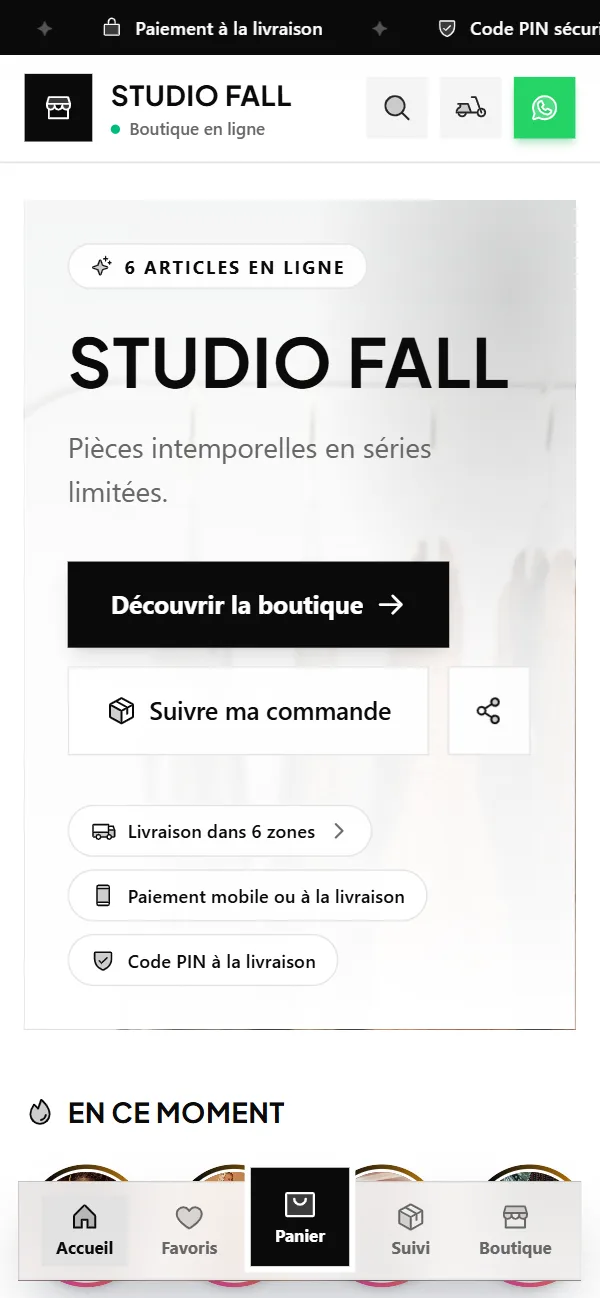 Paiement à la livraison
Code PIN sécuri
STUDIO FALL
Boutique en ligne
6 ARTICLES EN LIGNE
STUDIO FALL
Pièces intemporelles en séries
limitées.
Découvrir la boutique
Suivre ma commande
Livraison dans 6 zones
Paiement mobile ou à la livraison
Code PIN à la livraison
EN CE MOMENT
Accueil
Favoris
Panier
Suivi
Boutique